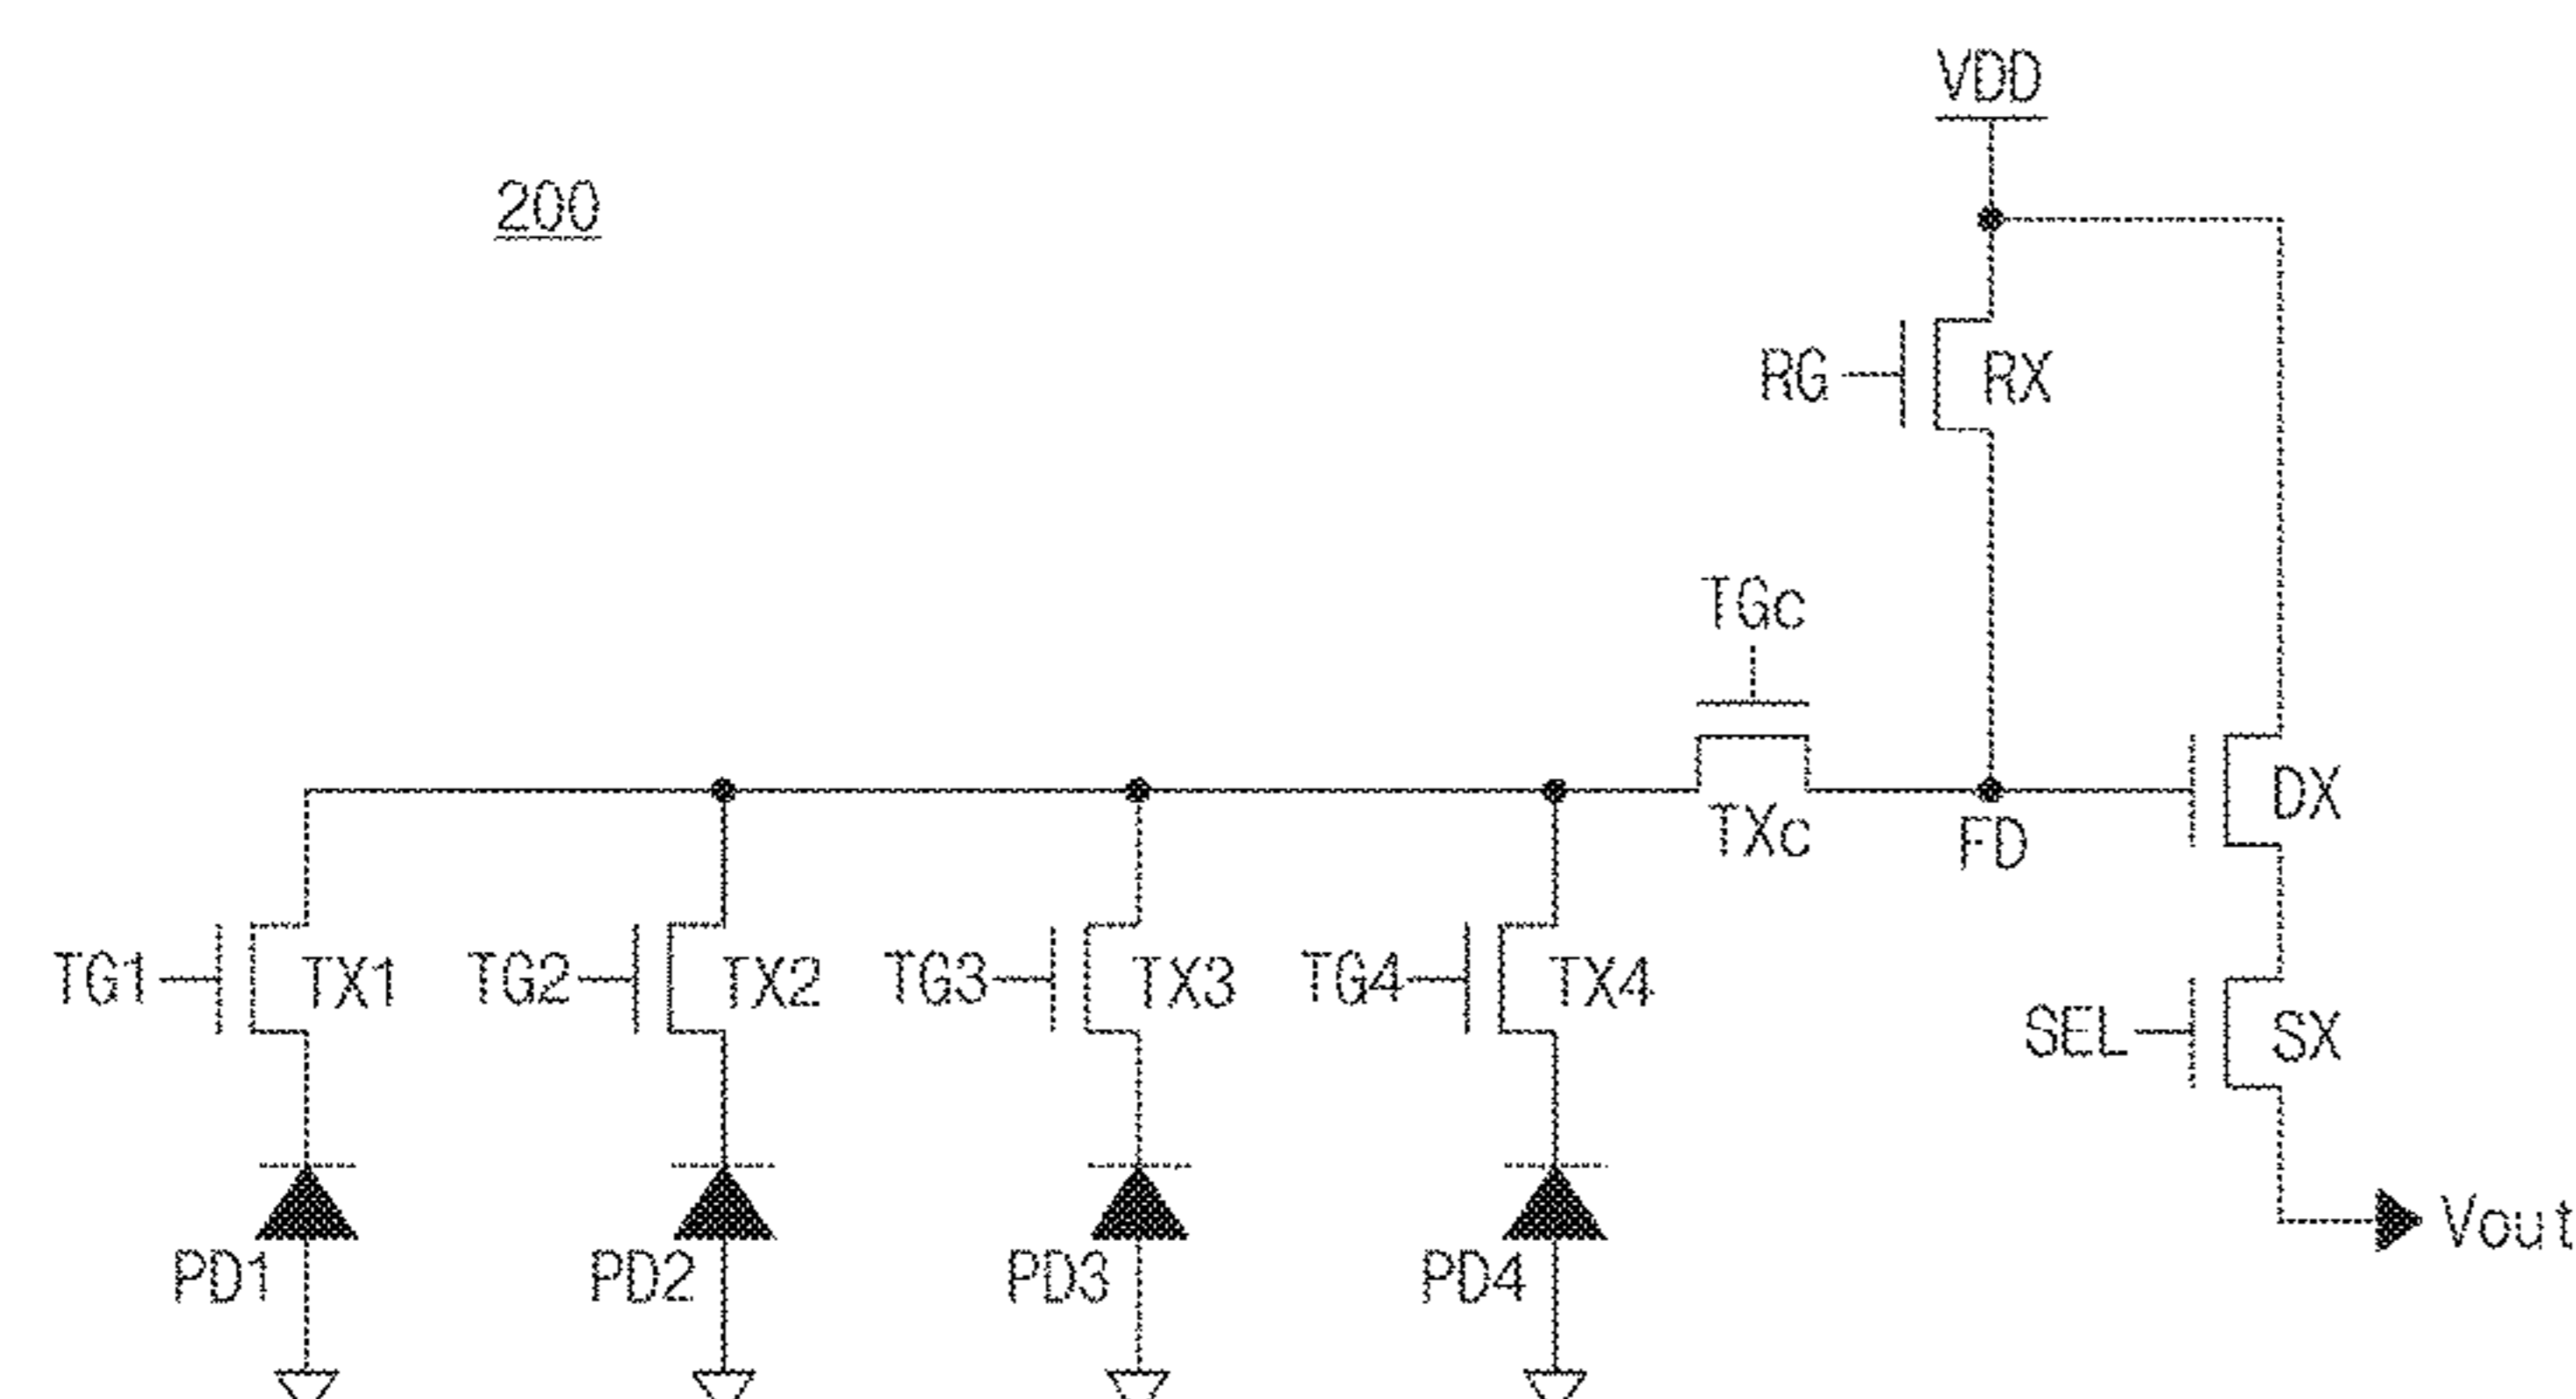 VDD
200
RG
RX
TGc
DX
TXc
FD
TG1
TX1
TG2
TX2
TG3
TX3
TG4
TX4
SEL
SX
Vout
PD1
PD2
PD3
PD4